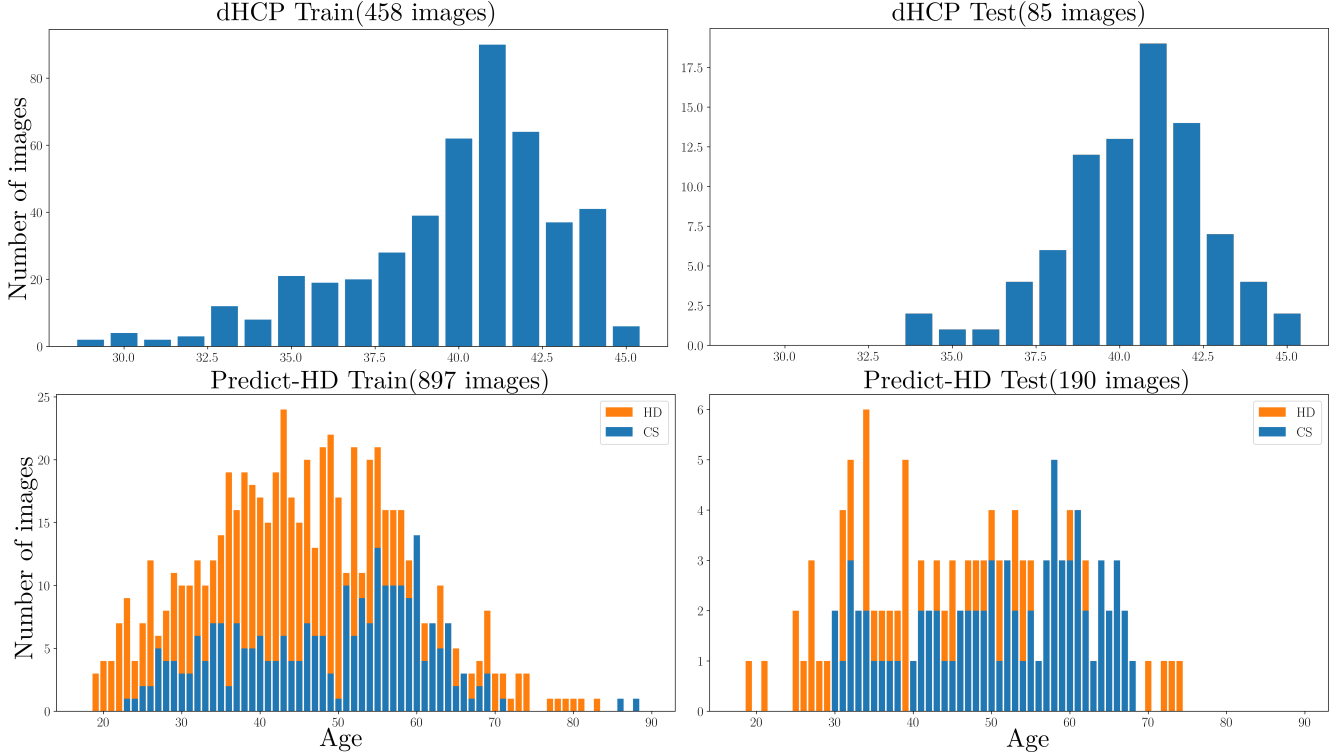 dHCP Train(458 images)
dHCP Test(85 images)
Number of images
80
60
40
20
0
30.0 32.5 35.0 37.5 40.0 42.5 45.0
17.5
15.0
12.5
10.0
7.5
5.0
2.5
0.0
30.0 32.5 35.0 37.5 40.0 42.5 45.0
Predict-HD Train(897 images)
Predict-HD Test(190 images)
Number of images
25
20
15
10
5
0
HD
CS
20 30 40 50 60 70 80 90
Age
6
5
4
3
2
1
0
HD
CS
20 30 40 50 60 70 80 90
Age